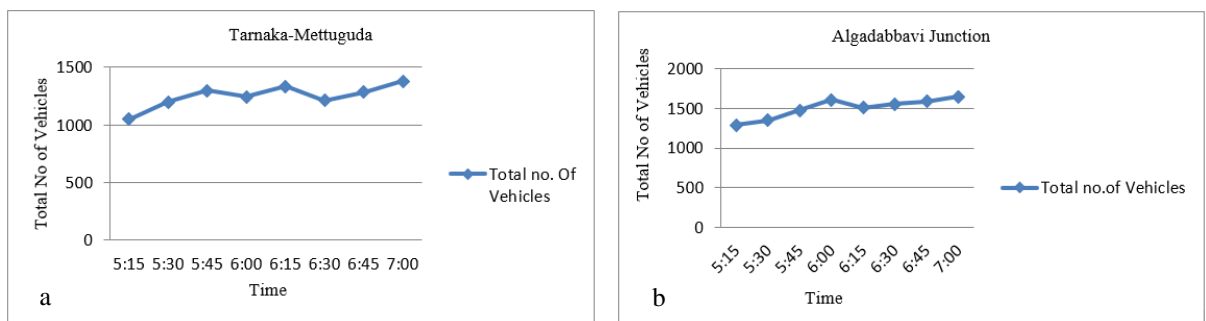 Tarnaka-Mettuguda
Total No of Vehicles
1500
1000
500
0
5:15 5:30 5:45 6:00 6:15 6:30 6:45 7:00
Time
Total no. Of
Vehicles
a
Algadabbavi Junction
Total No of Vehicles
2000
1500
1000
500
0
5:15 5:30 5:45 6:00 6:15 6:30 6:45 7:00
Time
Total no.of Vehicles
b